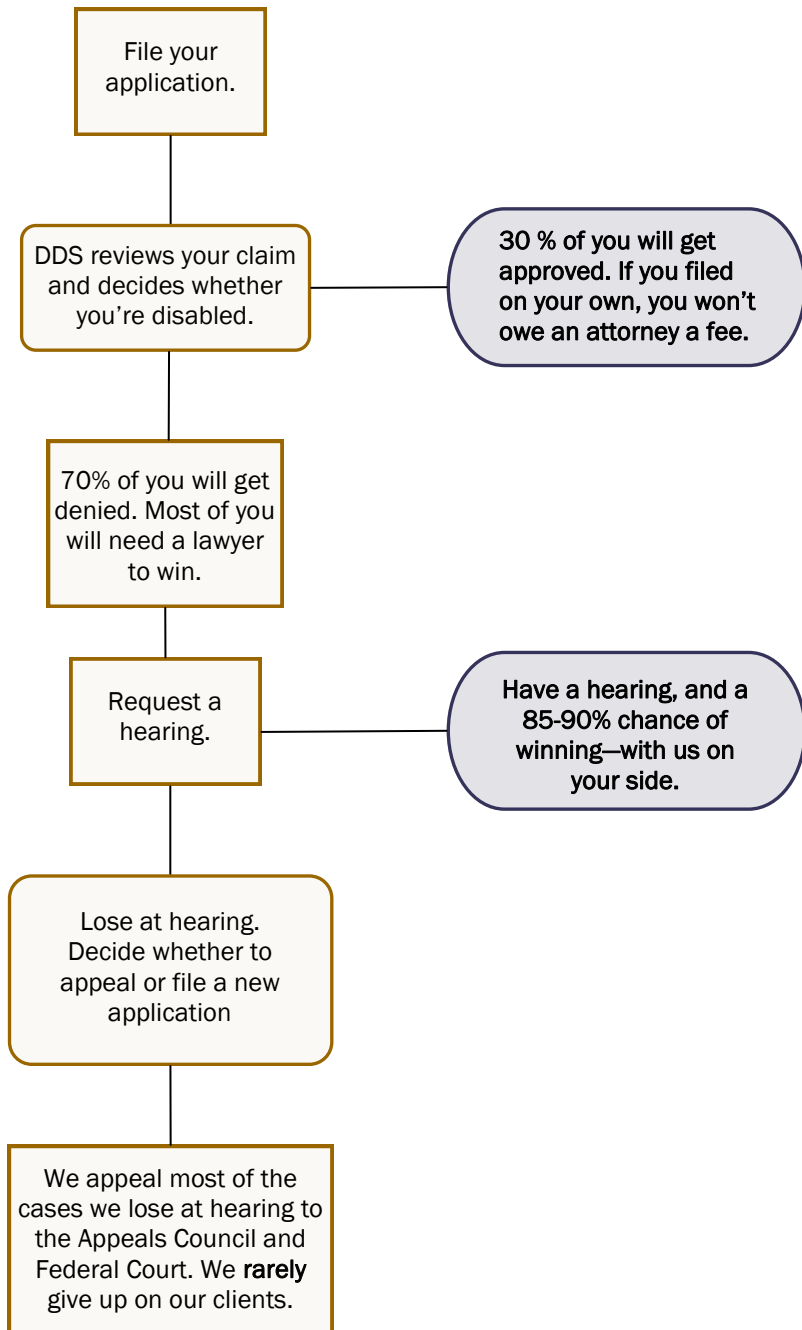 File your
application.
DDS reviews your claim
and decides whether
you’re disabled.
30 % of you will get
approved. If you filed
on your own, you won’t
owe an attorney a fee.
70% of you will get
denied. Most of you
will need a lawyer
to win.
Request a
hearing.
Have a hearing, and a
85-90% chance of
winning—with us on
your side.
Lose at hearing.
Decide whether to
appeal or file a new
application
We appeal most of the
cases we lose at hearing to
the Appeals Council and
Federal Court. We rarely
give up on our clients.